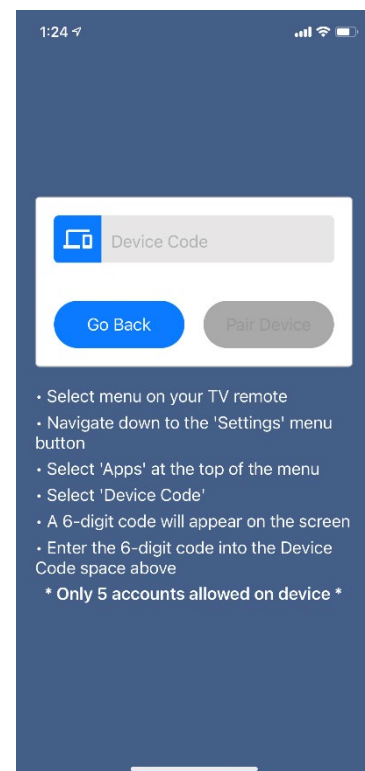 1:24
Device Code
Go Back
Pair Device
• Select menu on your TV remote
• Navigate down to the 'Settings' menu
button
• Select 'Apps' at the top of the menu
• Select 'Device Code'
• A 6-digit code will appear on the screen
• Enter the 6-digit code into the Device
Code space above
* Only 5 accounts allowed on device *